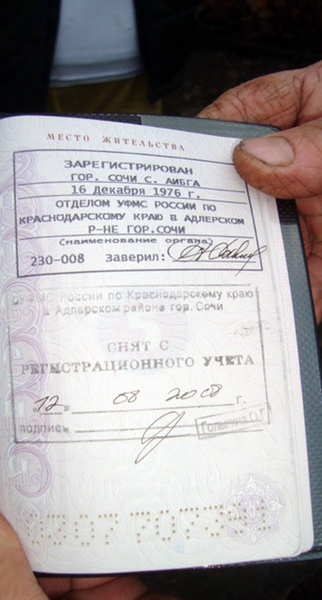 МЕСТО ЖИТЕЛЬСТВА
ЗАРЕГИСТРИРОВАН
ГОР. СОЧИ С. АИБГА
16 декабря 1976 г.
ОТДЕЛОМ УФМС РОССИИ ПО
КРАСНОДАРСКОМУ КРАЮ В АДЛЕРСКОМ
Р-НЕ ГОР.СОЧИ
(наименование органа)
230-008 заверил:
ОУФМС России по Краснодарскому краю
в Адлерском районе гор. Сочи
СНЯТ С
РЕГИСТРАЦИОННОГО УЧЕТА
"12" 08 2008 г.
подпись